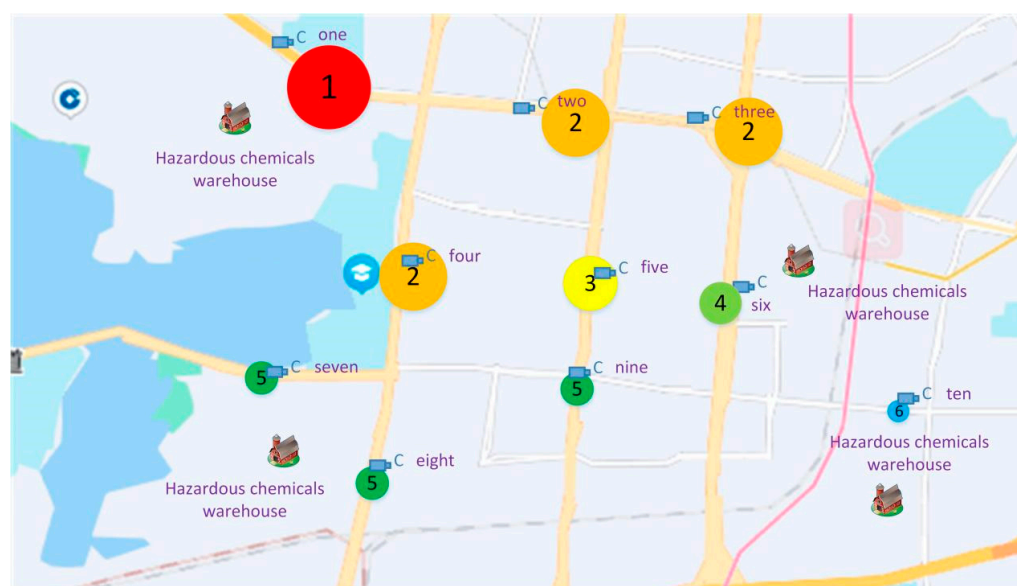 C one
1
C two
2
C three
2
Hazardous chemicals
warehouse
C four
2
C five
3
C
six
4
Hazardous chemicals
warehouse
C seven
5
C nine
5
C ten
6
Hazardous chemicals
warehouse
C eight
5
Hazardous chemicals
warehouse